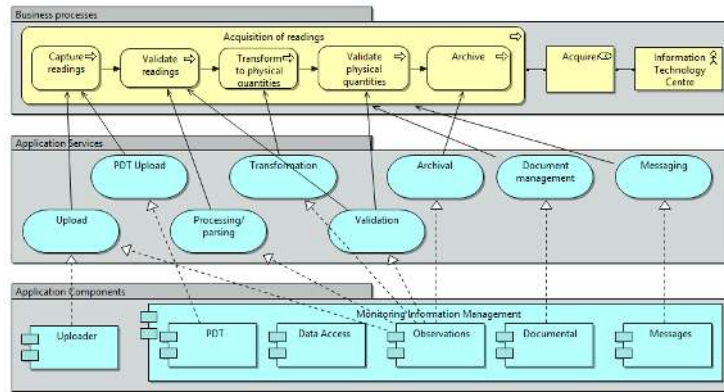 Business processes
Acquisition of readings
Capture
readings
Validate
readings
Transform
to physical
quantities
Validate
physical
quantities
Archive
Acquirer
Information
Technology
Centre
Application Services
PDT Upload
Transformation
Archival
Document
management
Messaging
Upload
Processing/
parsing
Validation
Application Components
Monitoring Information Management
Uploader
PDT
Data Access
Observations
Documental
Messages